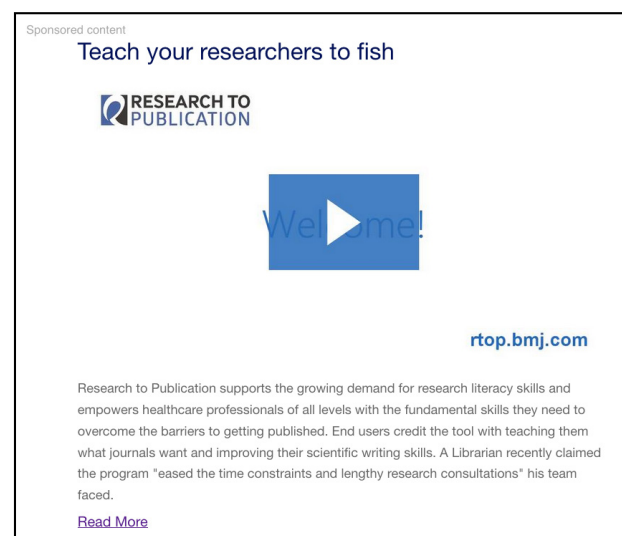 Sponsored content
Teach your researchers to fish
RESEARCH TO
PUBLICATION
Welcome!
rtop.bmj.com
Research to Publication supports the growing demand for research literacy skills and
empowers healthcare professionals of all levels with the fundamental skills they need to
overcome the barriers to getting published. End users credit the tool with teaching them
what journals want and improving their scientific writing skills. A Librarian recently claimed
the program "eased the time constraints and lengthy research consultations" his team
faced.
Read More